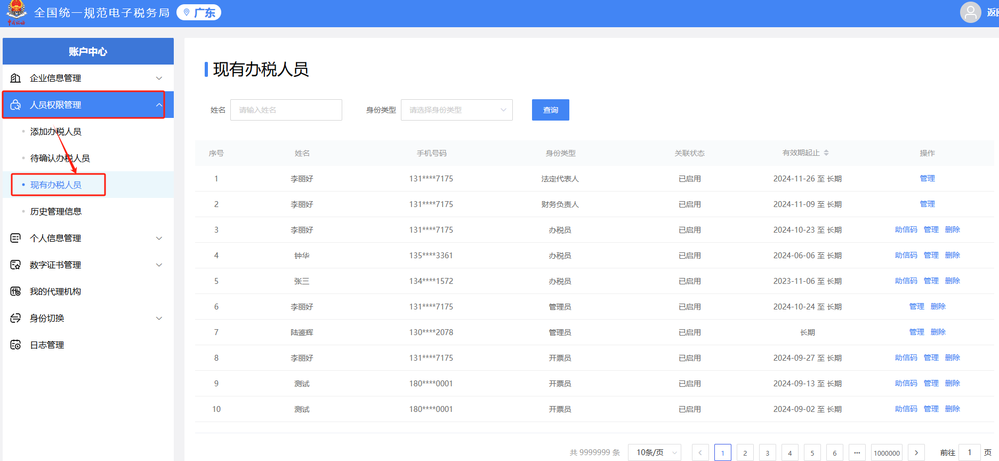 全国统一规范电子税务局 广东
账户中心
企业信息管理
人员权限管理
添加办税人员
待确认办税人员
现有办税人员
历史管理信息
个人信息管理
数字证书管理
我的代理机构
身份切换
日志管理
现有办税人员
姓名 请输入姓名 身份类型 请选择身份类型 查询
序号 姓名 手机号码 身份类型 关联状态 有效期起止 操作
1 李丽好 131****7175 法定代表人 已启用 2024-11-26 至 长期 管理
2 李丽好 131****7175 财务负责人 已启用 2024-11-09 至 长期 管理
3 李丽好 131****7175 办税员 已启用 2024-10-23 至 长期 助信码 管理 删除
4 钟华 135****3361 办税员 已启用 2024-06-06 至 长期 助信码 管理 删除
5 张三 134****1572 办税员 已启用 2023-11-06 至 长期 助信码 管理 删除
6 李丽好 131****7175 管理员 已启用 2024-10-24 至 长期 管理 删除
7 陆鉴辉 130****2078 管理员 已启用 长期 管理 删除
8 李丽好 131****7175 开票员 已启用 2024-09-27 至 长期 助信码 管理 删除
9 测试 180****0001 开票员 已启用 2024-09-13 至 长期 助信码 管理 删除
10 测试 180****0001 开票员 已启用 2024-09-02 至 长期 助信码 管理 删除
共 9999999 条 10条/页 1 2 3 4 5 6 ··· 1000000 前往 1 页